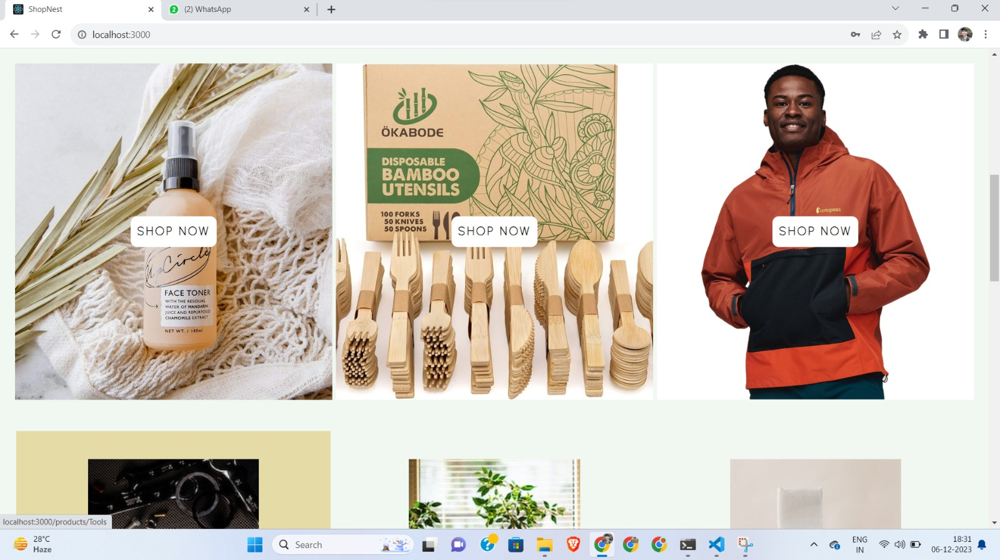 ShopNest
(2) WhatsApp
localhost:3000
ÖKABODE
DISPOSABLE
BAMBOO
UTENSILS
100 FORKS
50 KNIVES
50 SPOONS
cotopaxi
SHOP NOW
SHOP NOW
SHOP NOW
Circle
FACE TONER
WITH THE RESIDUAL
WATER OF MANDARIN
JUICE AND REPURPOSED
CHAMOMILE EXTRACT
NET WT. / 100ml
localhost:3000/products/Tools
28°C
Haze
Search
ENG
IN
18:31
06-12-2023